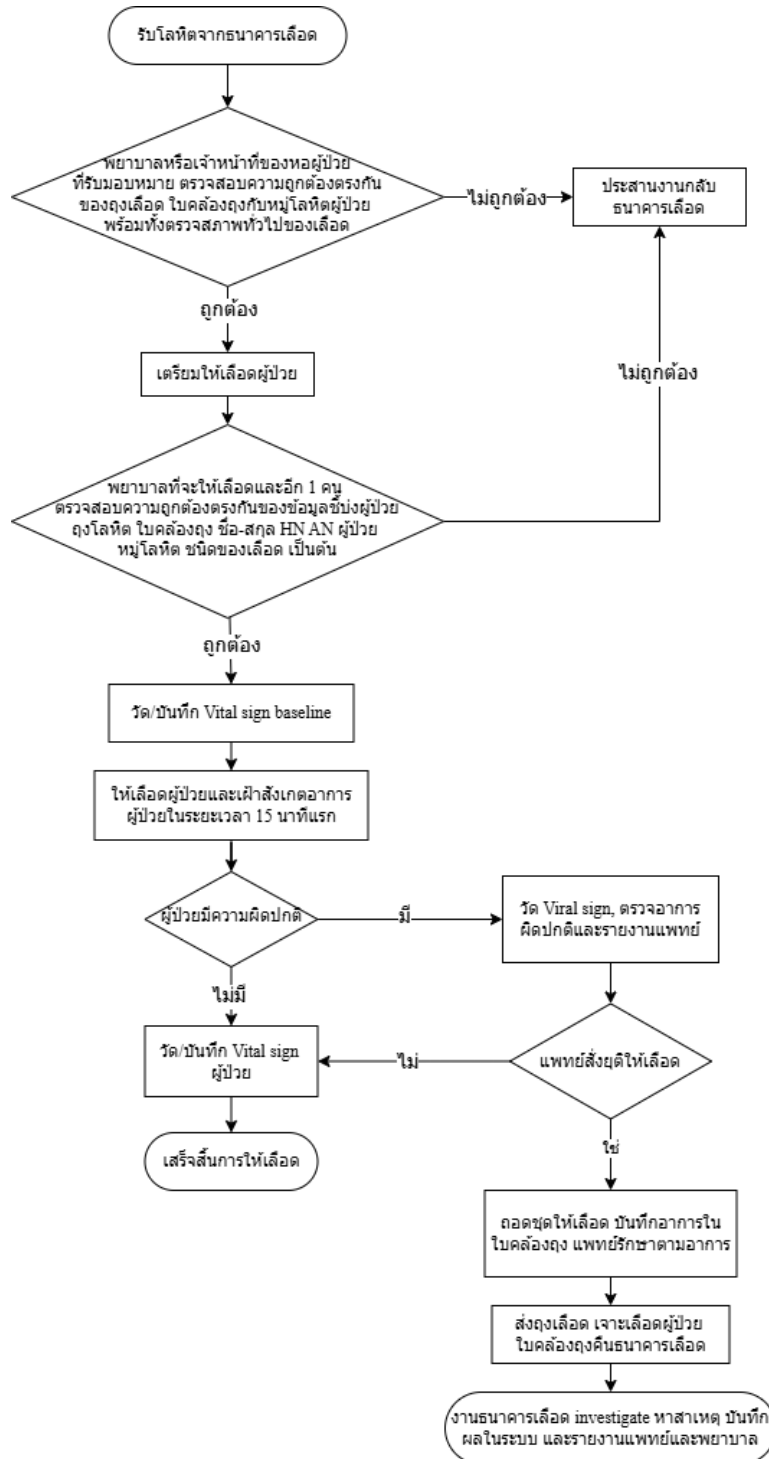 รับโลหิตจากธนาคารเลือด
พยาบาลหรือเจ้าหน้าที่ของหอผู้ป่วย
ที่รับมอบหมาย ตรวจสอบความถูกต้องตรงกัน
ของถุงเลือด ใบคล้องถุงกับหมู่โลหิตผู้ป่วย
พร้อมทั้งตรวจสภาพทั่วไปของเลือด
ไม่ถูกต้อง
ประสานงานกลับ
ธนาคารเลือด
ถูกต้อง
เตรียมให้เลือดผู้ป่วย
ไม่ถูกต้อง
พยาบาลที่จะให้เลือดและอีก 1 คน
ตรวจสอบความถูกต้องตรงกันของข้อมูลชี้บ่งผู้ป่วย
ถุงโลหิต ใบคล้องถุง ชื่อ-สกุล HN AN ผู้ป่วย
หมู่โลหิต ชนิดของเลือด เป็นต้น
ถูกต้อง
วัด/บันทึก Vital sign baseline
ให้เลือดผู้ป่วยและเฝ้าสังเกตอาการ
ผู้ป่วยในระยะเวลา 15 นาทีแรก
ผู้ป่วยมีความผิดปกติ
มี
วัด Viral sign, ตรวจอาการ
ผิดปกติและรายงานแพทย์
ไม่มี
วัด/บันทึก Vital sign
ผู้ป่วย
ไม่
แพทย์สั่งยุติให้เลือด
เสร็จสิ้นการให้เลือด
ใช่
ถอดชุดให้เลือด บันทึกอาการใน
ใบคล้องถุง แพทย์รักษาตามอาการ
ส่งถุงเลือด เจาะเลือดผู้ป่วย
ใบคล้องถุงคืนธนาคารเลือด
งานธนาคารเลือด investigate หาสาเหตุ บันทึก
ผลในระบบ และรายงานแพทย์และพยาบาล